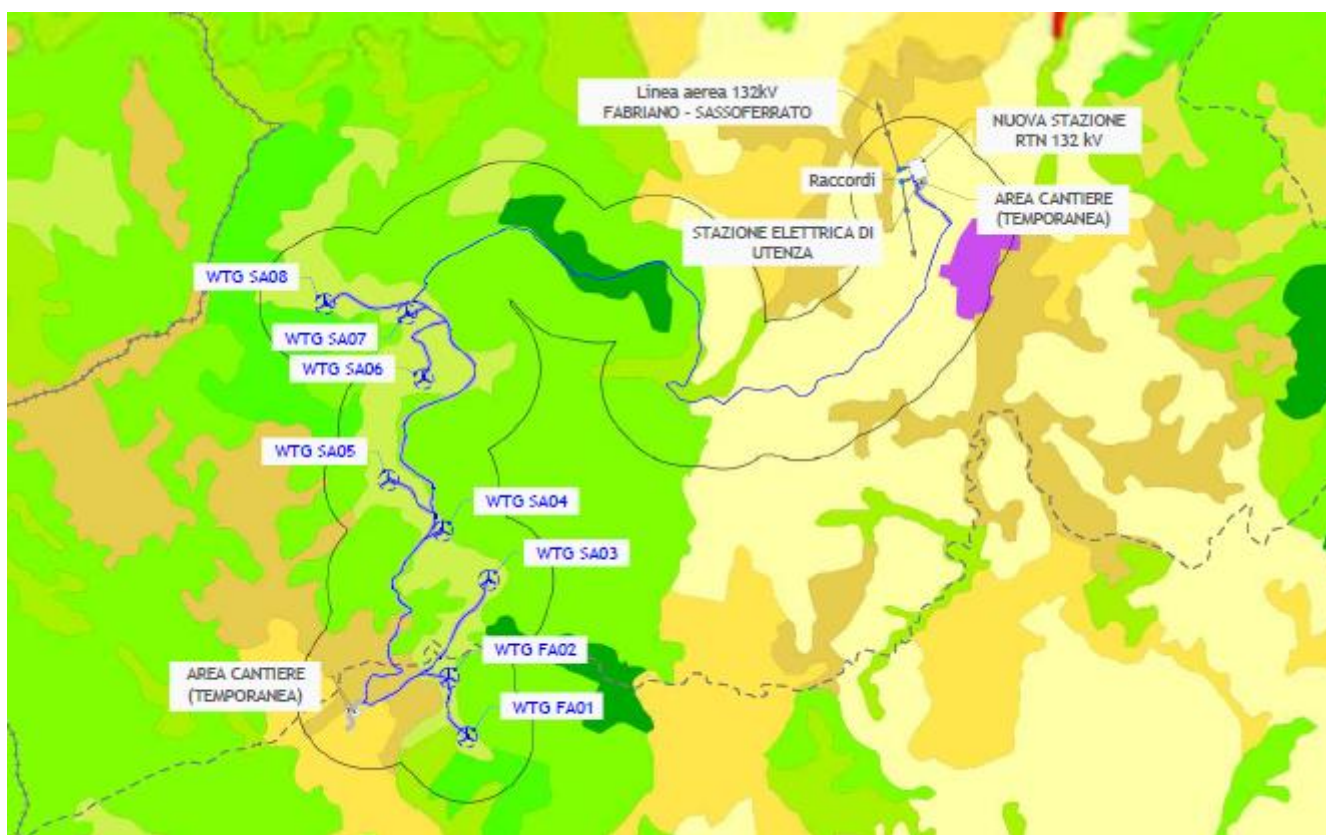 Linea aerea 132kV
FABRIANO - SASSOFERRATO
NUOVA STAZIONE
RTN 132 kV
Raccordi
AREA CANTIERE
(TEMPORANEA)
STAZIONE ELETTRICA DI
UTENZA
WTG SA08
WTG SA07
WTG SA06
WTG SA05
WTG SA04
WTG SA03
WTG FA02
AREA CANTIERE
(TEMPORANEA)
WTG FA01